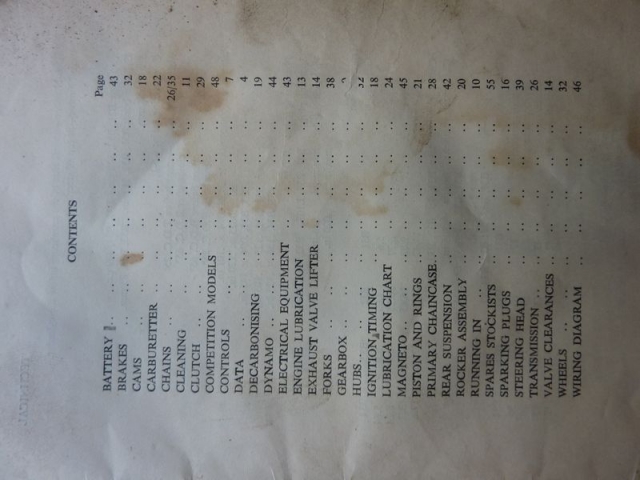 CONTENTS
Page
BATTERY .. .. .. .. .. .. .. 43
BRAKES .. .. .. .. .. .. .. 32
CAMS .. .. .. .. .. .. .. 18
CARBURETTER .. .. .. .. .. .. 22
CHAINS .. .. .. .. .. .. .. 26/35
CLEANING .. .. .. .. .. .. .. 11
CLUTCH .. .. .. .. .. .. .. 29
COMPETITION MODELS .. .. .. .. .. 48
CONTROLS .. .. .. .. .. .. 7
DATA .. .. .. .. .. .. .. 4
DECARBONISING .. .. .. .. .. .. 19
DYNAMO .. .. .. .. .. .. .. 44
ELECTRICAL EQUIPMENT .. .. .. .. 43
ENGINE LUBRICATION .. .. .. .. .. 13
EXHAUST VALVE LIFTER .. .. .. .. 14
FORKS .. .. .. .. .. .. .. 38
GEARBOX .. .. .. .. .. .. ..
HUBS .. .. .. .. .. .. ..
IGNITION TIMING .. .. .. .. .. 18
LUBRICATION CHART .. .. .. .. .. 24
MAGNETO .. .. .. .. .. .. .. 45
PISTON AND RINGS .. .. .. .. .. 21
PRIMARY CHAINCASE .. .. .. .. .. 28
REAR SUSPENSION .. .. .. .. .. 42
ROCKER ASSEMBLY .. .. .. .. .. 20
RUNNING IN .. .. .. .. .. .. 10
SPARES STOCKISTS .. .. .. .. .. 55
SPARKING PLUGS .. .. .. .. .. 16
STEERING HEAD .. .. .. .. .. 39
TRANSMISSION .. .. .. .. .. .. 26
VALVE CLEARANCES .. .. .. .. .. 14
WHEELS .. .. .. .. .. .. .. 32
WIRING DIAGRAM .. .. .. .. .. 46